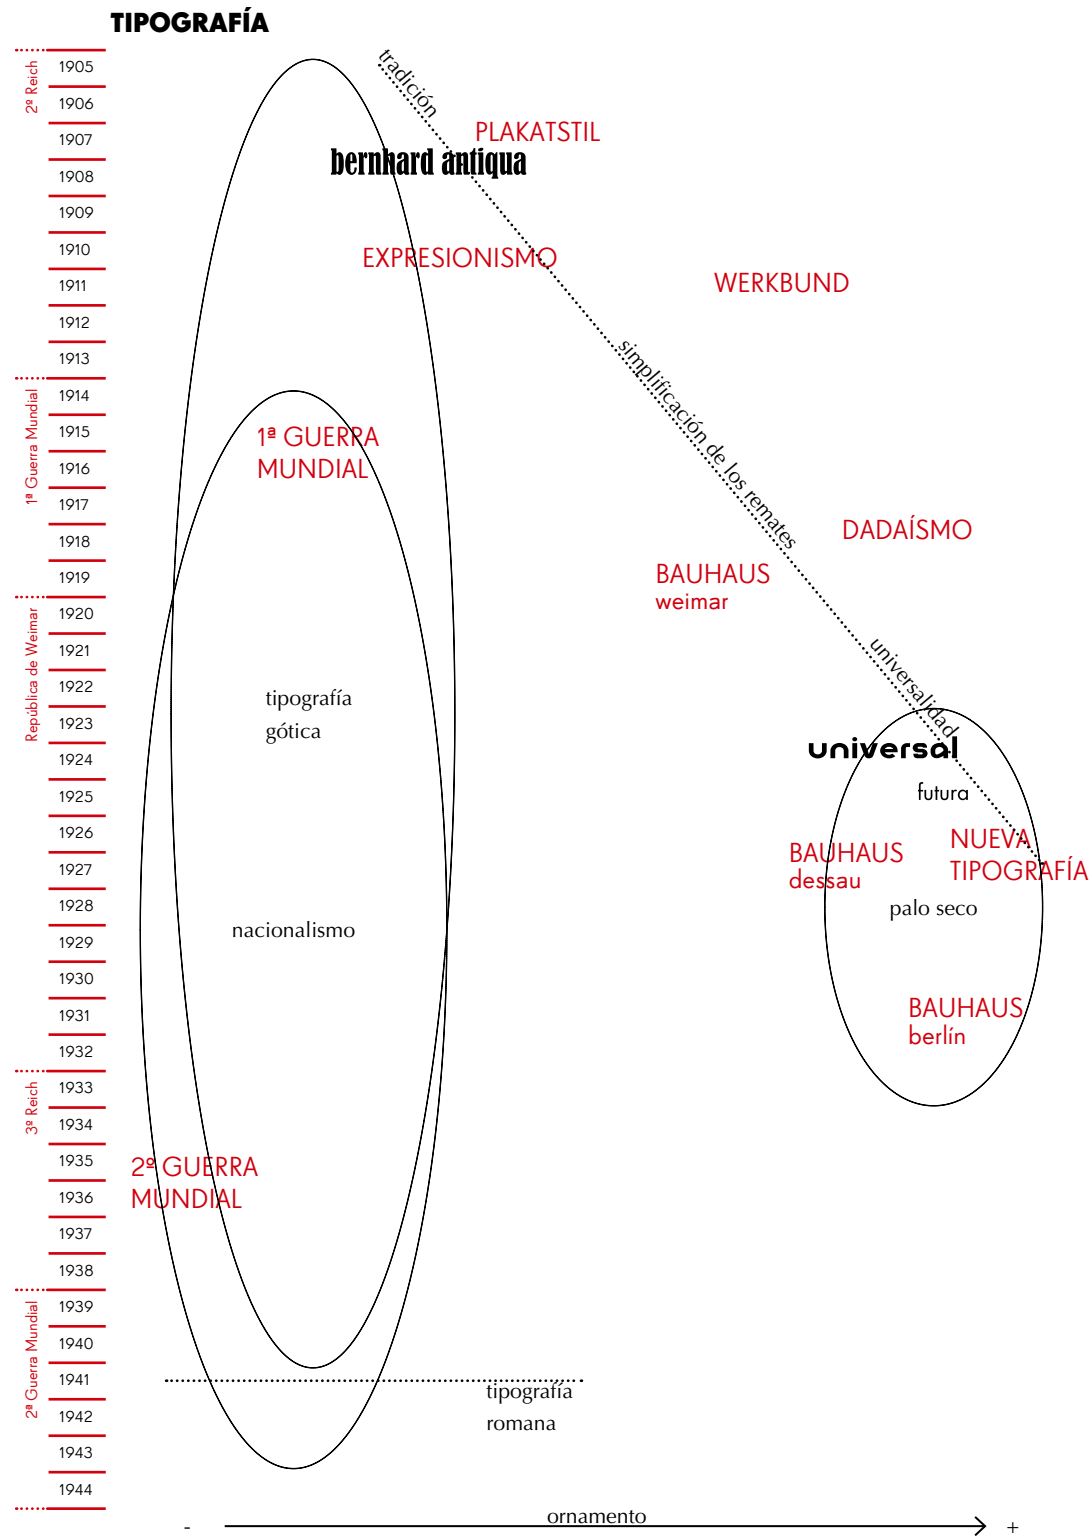 TIPOGRAFÍA
2º Reich
1905
1906
1907
1908
1909
1910
1911
1912
1913
1ª Guerra Mundial
1914
1915
1916
1917
1918
1919
República de Weimar
1920
1921
1922
1923
1924
1925
1926
1927
1928
1929
1930
1931
1932
3º Reich
1933
1934
1935
1936
1937
1938
2ª Guerra Mundial
1939
1940
1941
1942
1943
1944
tradición
PLAKATSTIL
bernhard antiqua
EXPRESIONISMO
WERKBUND
simplificación de los remates
1ª GUERRA
MUNDIAL
DADAÍSMO
BAUHAUS
weimar
universalidad
tipografía
gótica
universal
futura
NUEVA
TIPOGRAFÍA
BAUHAUS
dessau
palo seco
nacionalismo
BAUHAUS
berlín
2º GUERRA
MUNDIAL
tipografía
romana
ornamento
- +